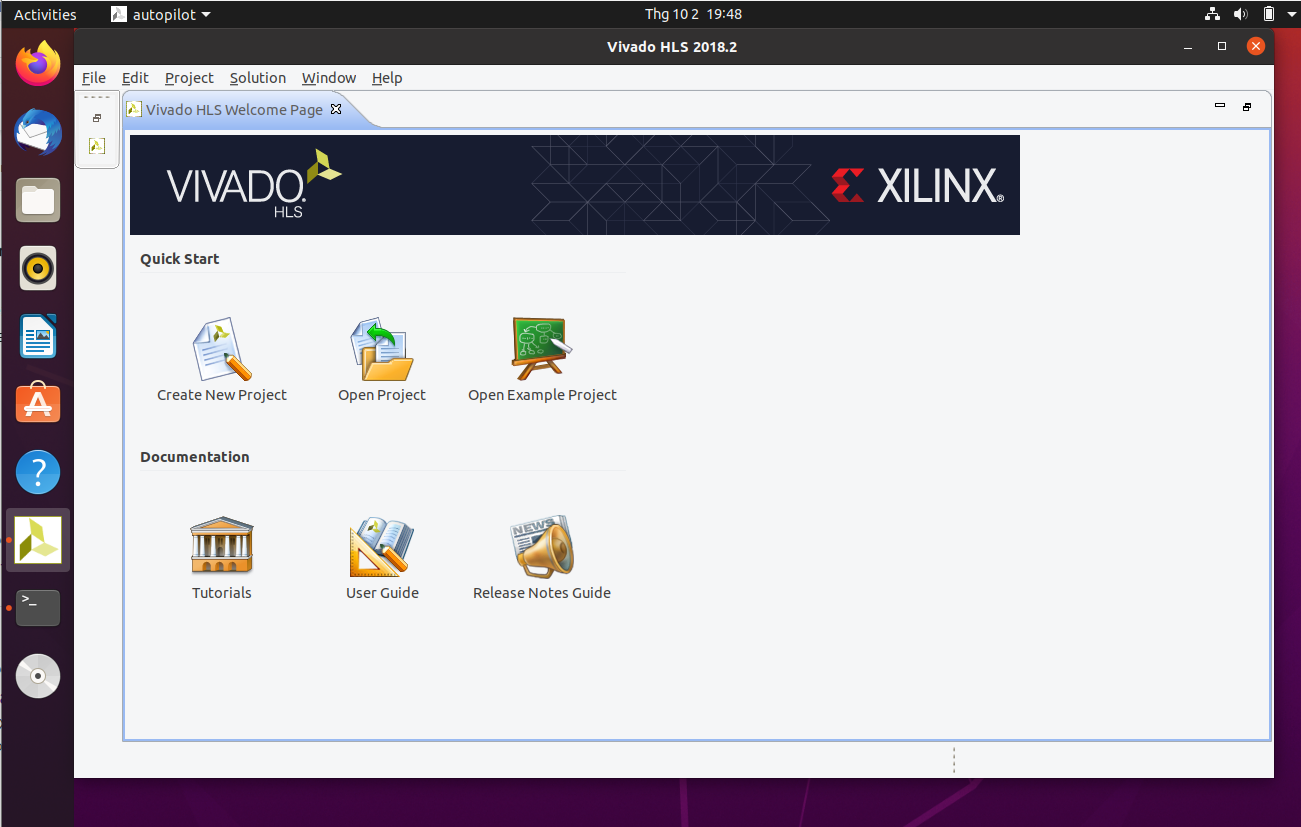 Activities autopilot Thg 10 2 19:48
Vivado HLS 2018.2
File Edit Project Solution Window Help
Vivado HLS Welcome Page
VIVADO.
HLS
XILINX®
Quick Start
Create New Project Open Project Open Example Project
Documentation
NEWS
Tutorials User Guide Release Notes Guide